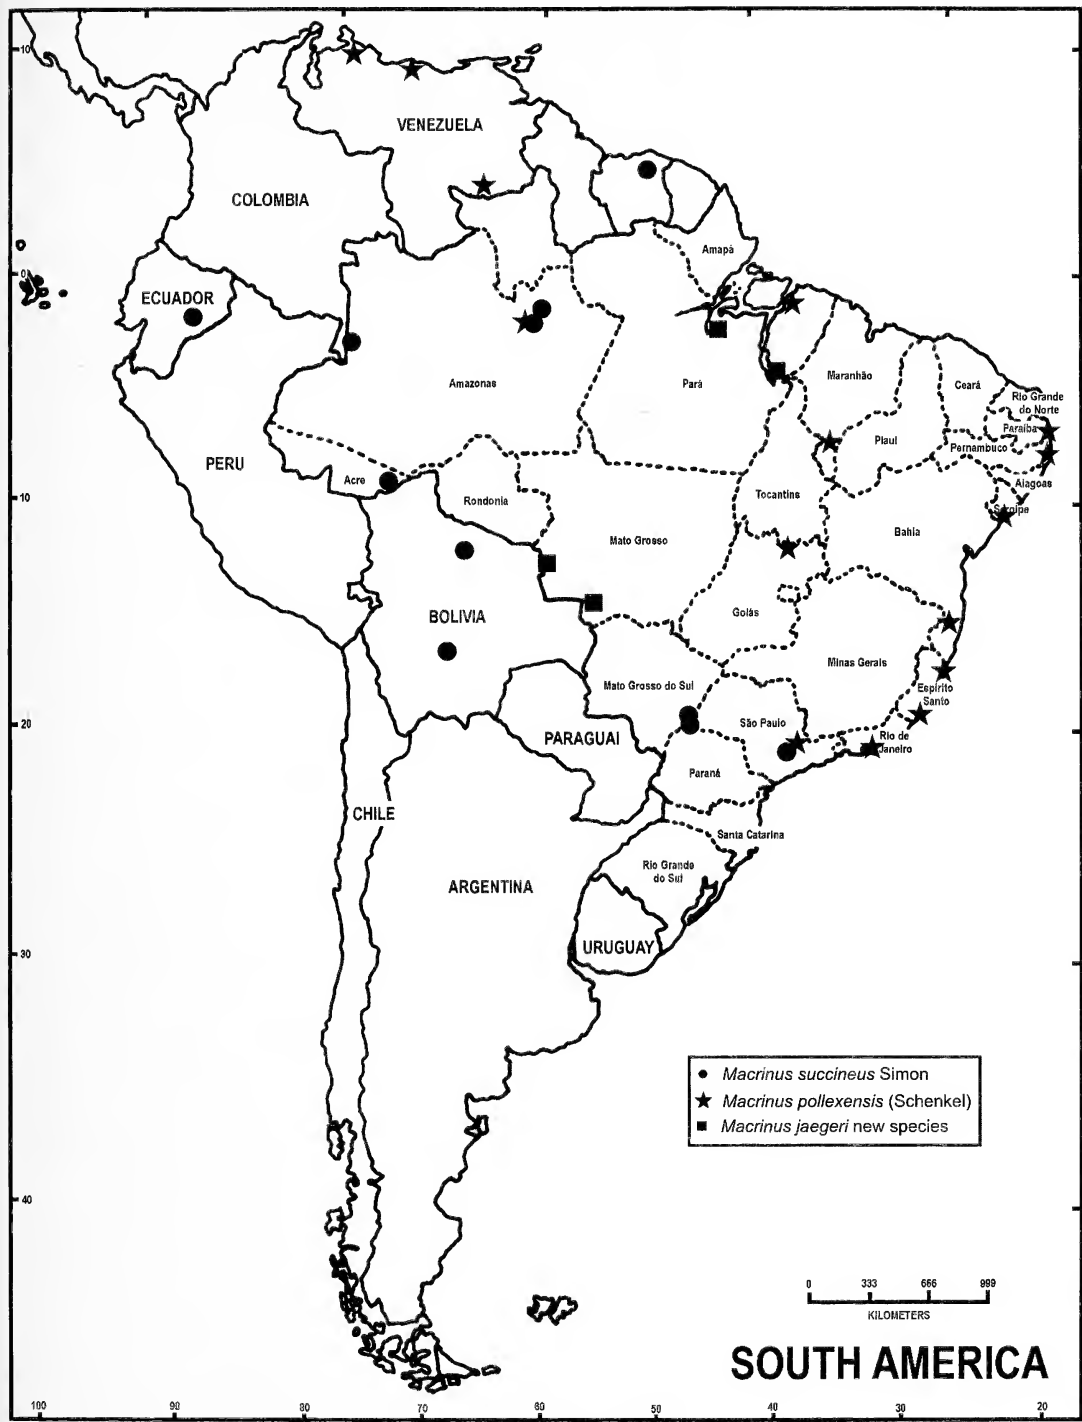 10
VENEZUELA
COLOMBIA
Amapá
0
ECUADOR
Amazonas
Pará
Maranhão
Ceará
Rio Grande
do Norte
Paraíba
Piauí
Pernambuco
PERU
Acre
Rondonia
Tocantins
Alagoas
Sergipe
10
Mato Grosso
Bahia
BOLIVIA
Goiás
Minas Gerais
Mato Grosso do Sul
Espírito
Santo
20
São Paulo
PARAGUAI
Rio de
Janeiro
Paraná
CHILE
Santa Catarina
ARGENTINA
Rio Grande
do Sul
URUGUAY
30
Macrinus succineus Simon
Macrinus pollexensis (Schenkel)
Macrinus jaegeri new species
40
0 333 666 999
KILOMETERS
SOUTH AMERICA
100 90 80 70 60 50 40 30 20